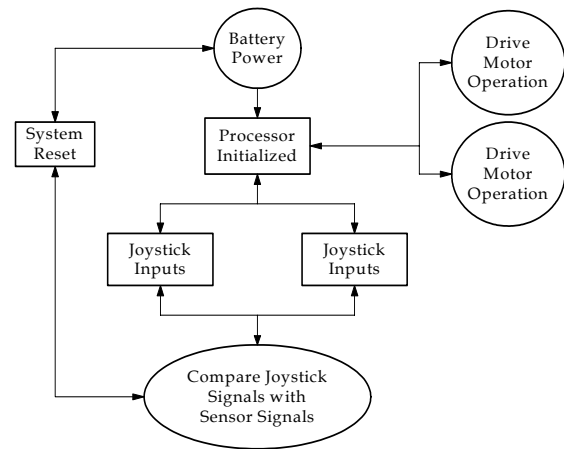 Battery
Power
Drive
Motor
Operation
System
Reset
Processor
Initialized
Drive
Motor
Operation
Joystick
Inputs
Joystick
Inputs
Compare Joystick
Signals with
Sensor Signals